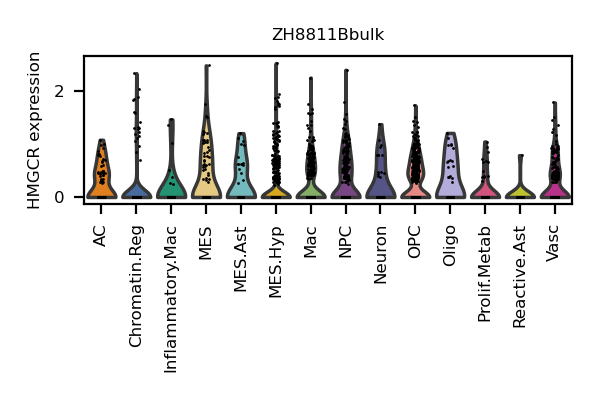 ZH8811Bbulk
HMGCR expression
2
0
AC
Chromatin.Reg
Inflammatory.Mac
MES
MES.Ast
MES.Hyp
Mac
NPC
Neuron
OPC
Oligo
Prolif.Metab
Reactive.Ast
Vasc